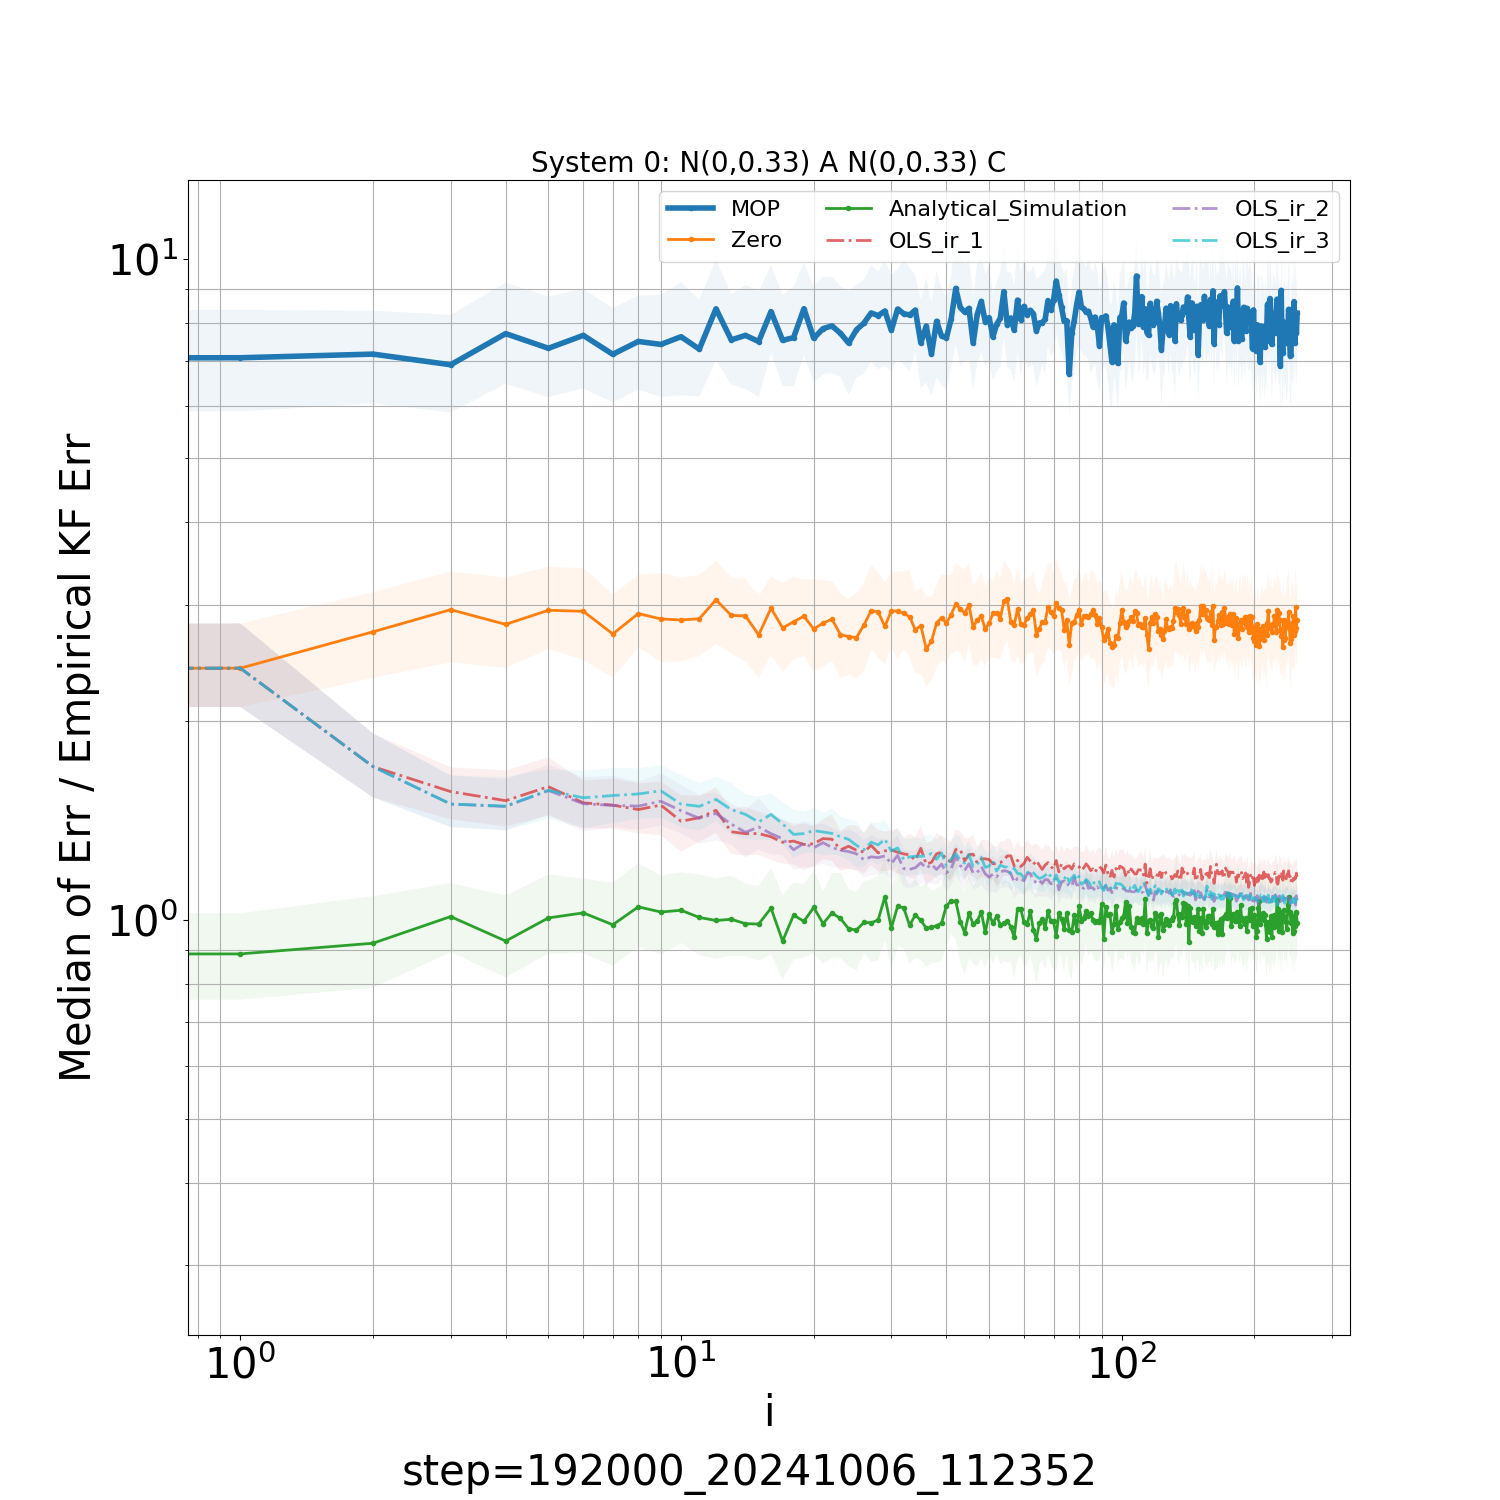 System 0: N(0,0.33) A N(0,0.33) C
MOP
Zero
Analytical_Simulation
OLS_ir_1
OLS_ir_2
OLS_ir_3
Median of Err / Empirical KF Err
10¹
10⁰
10⁰ 10¹ 10²
i
step=192000_20241006_112352